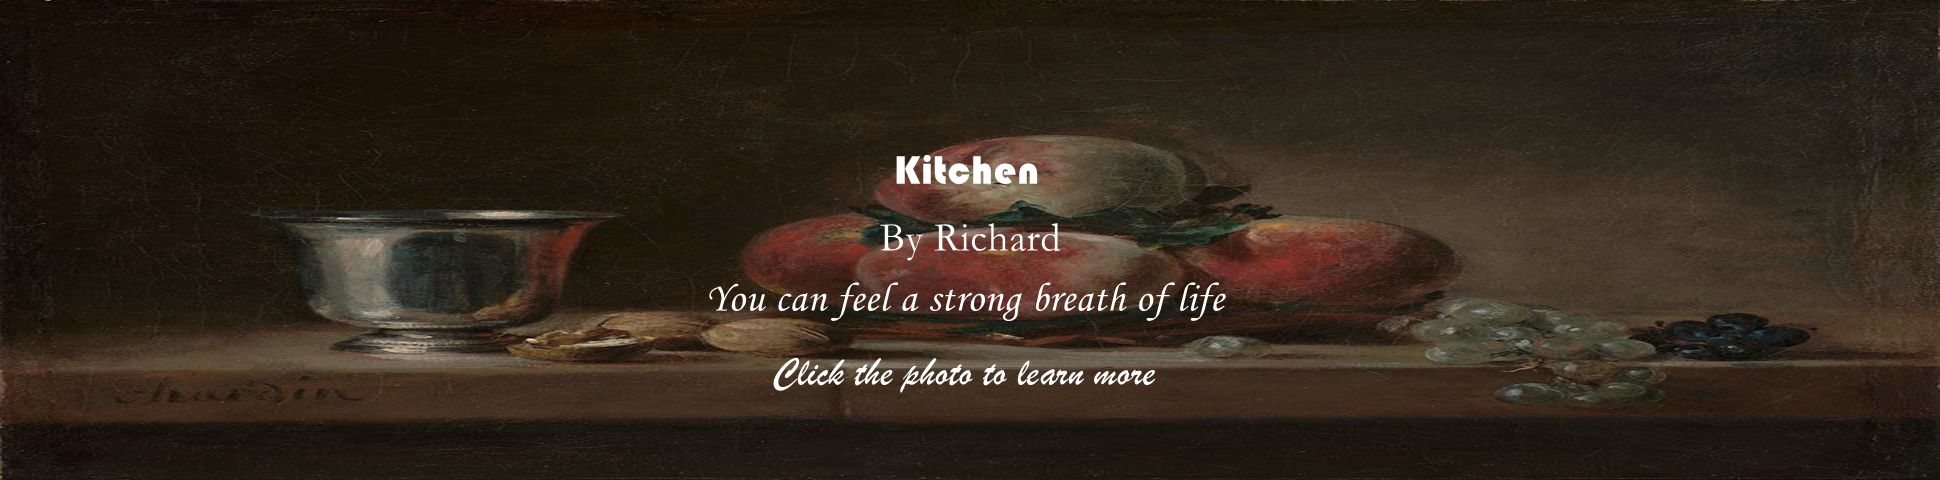 Kitchen
By Richard
You can feel a strong breath of life
Click the photo to learn more
Chardin